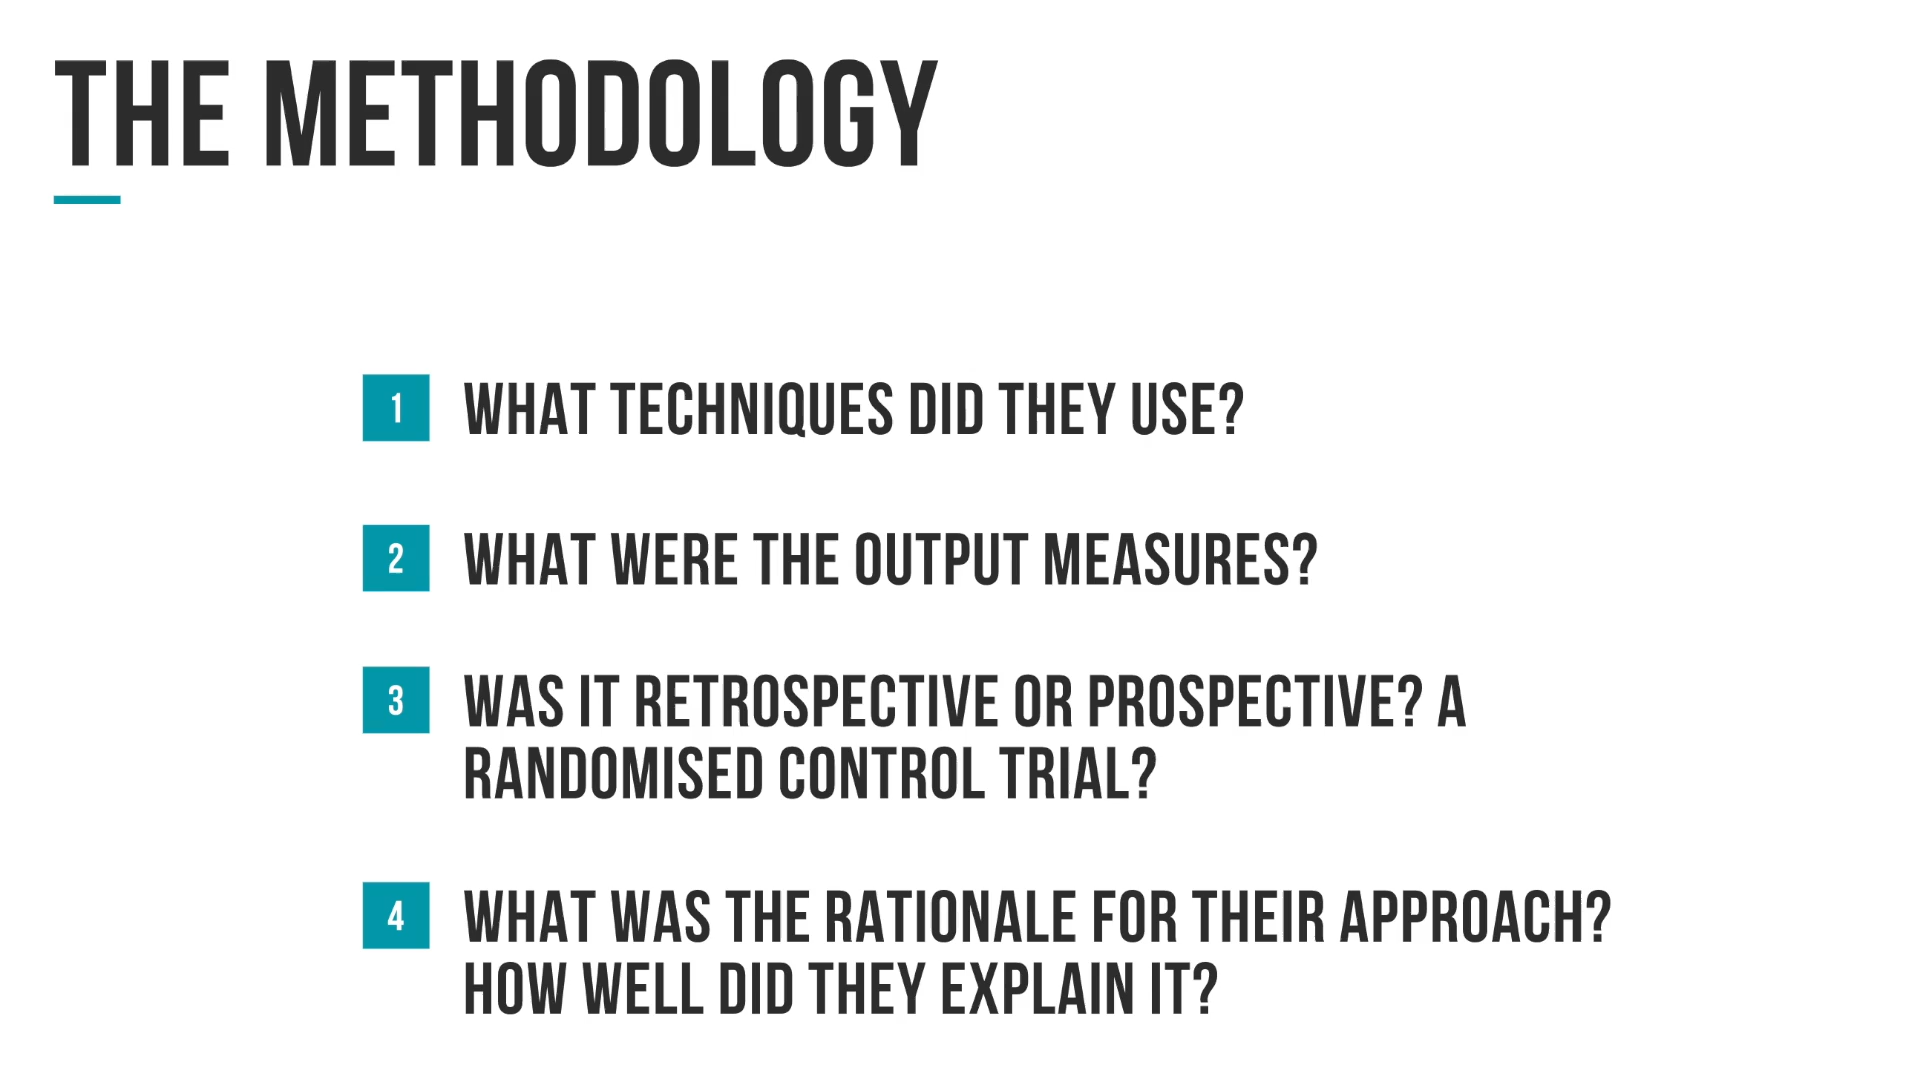 THE METHODOLOGY
1 WHAT TECHNIQUES DID THEY USE?
2 WHAT WERE THE OUTPUT MEASURES?
3 WAS IT RETROSPECTIVE OR PROSPECTIVE? A
RANDOMISED CONTROL TRIAL?
4 WHAT WAS THE RATIONALE FOR THEIR APPROACH?
HOW WELL DID THEY EXPLAIN IT?